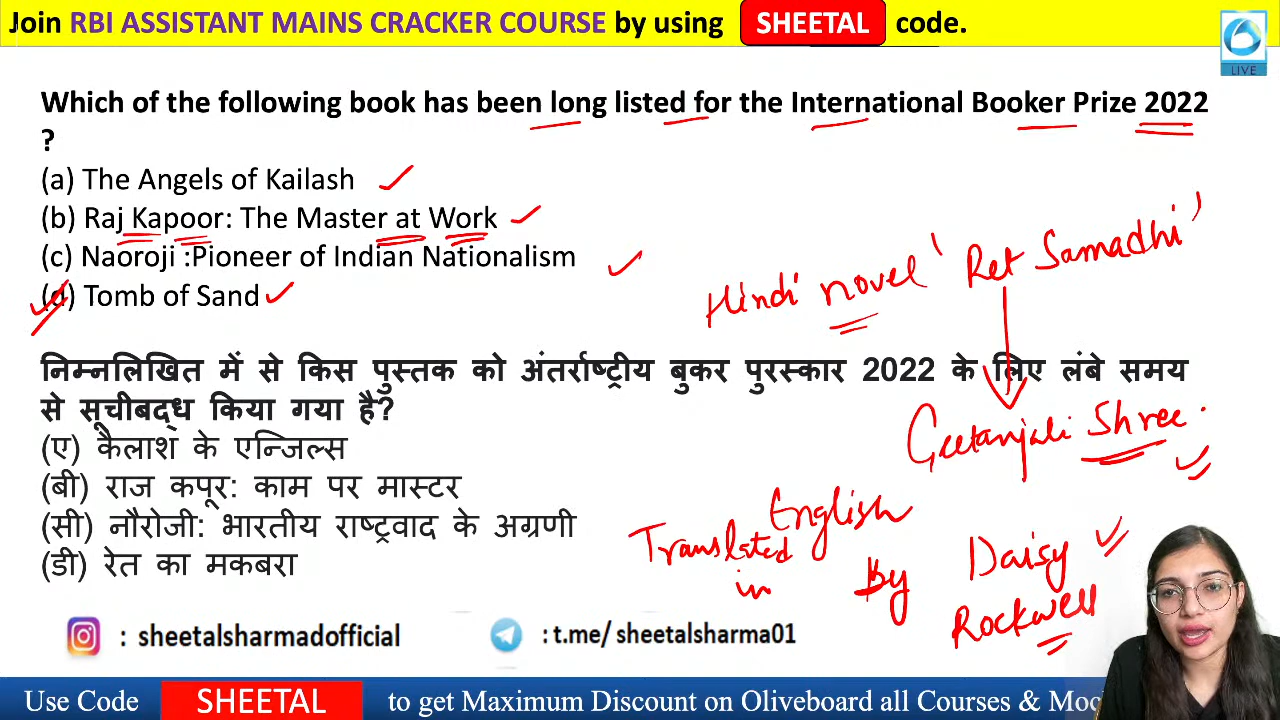 Join RBI ASSISTANT MAINS CRACKER COURSE by using SHEETAL code.
LIVE
Which of the following book has been long listed for the International Booker Prize 2022
?
(a) The Angels of Kailash
(b) Raj Kapoor: The Master at Work
(c) Naoroji :Pioneer of Indian Nationalism
(d) Tomb of Sand
Hindi novel 'Ret Samadhi'
निम्नलिखित में से किस पुस्तक को अंतर्राष्ट्रीय बुकर पुरस्कार 2022 के लिए लंबे समय
से सूचीबद्ध किया गया है?
(ए) कैलाश के एन्जिल्स
(बी) राज कपूर: काम पर मास्टर
(सी) नौरोजी: भारतीय राष्ट्रवाद के अग्रणी
(डी) रेत का मकबरा
Geetanjali Shree.
Translated in English
By Daisy
Rockwell
: sheetalsharmadofficial
: t.me/ sheetalsharma01
Use Code SHEETAL to get Maximum Discount on Oliveboard all Courses & Moc